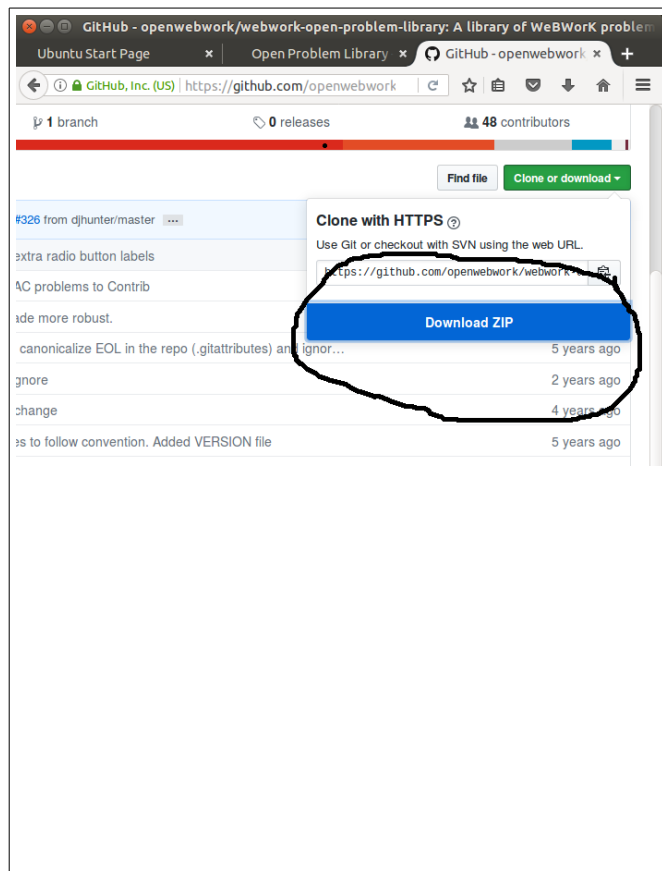 GitHub - openwebwork/webwork-open-problem-library: A library of WeBWorK problem
Ubuntu Start Page × Open Problem Library × GitHub - openwebwork × +
GitHub, Inc. (US) https://github.com/openwebwork
1 branch 0 releases 48 contributors
Find file Clone or download
#326 from djhunter/master ...
Clone with HTTPS ?
Use Git or checkout with SVN using the web URL.
extra radio button labels
https://github.com/openwebwork/webwork-
AC problems to Contrib
ade more robust.
Download ZIP
canonicalize EOL in the repo (.gitattributes) and ignor… 5 years ago
gnore 2 years ago
change 4 years ago
es to follow convention. Added VERSION file 5 years ago